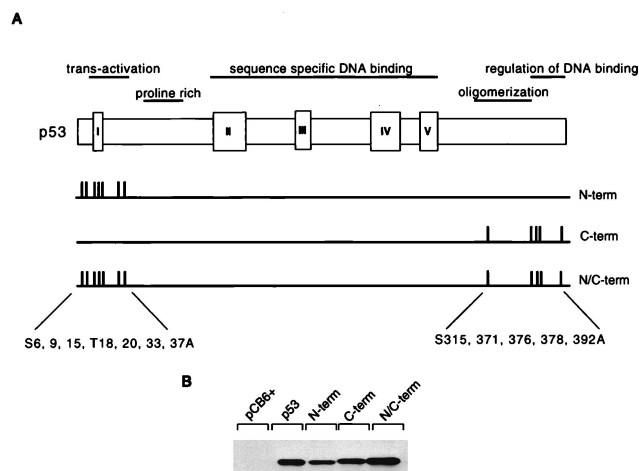 A
trans-activation
sequence specific DNA binding
regulation of DNA binding
proline rich
oligomerization
p53
I
II
III
IV
V
N-term
C-term
N/C-term
S6, 9, 15, T18, 20, 33, 37A
S315, 371, 376, 378, 392A
B
pCB6+
p53
N-term
C-term
N/C-term